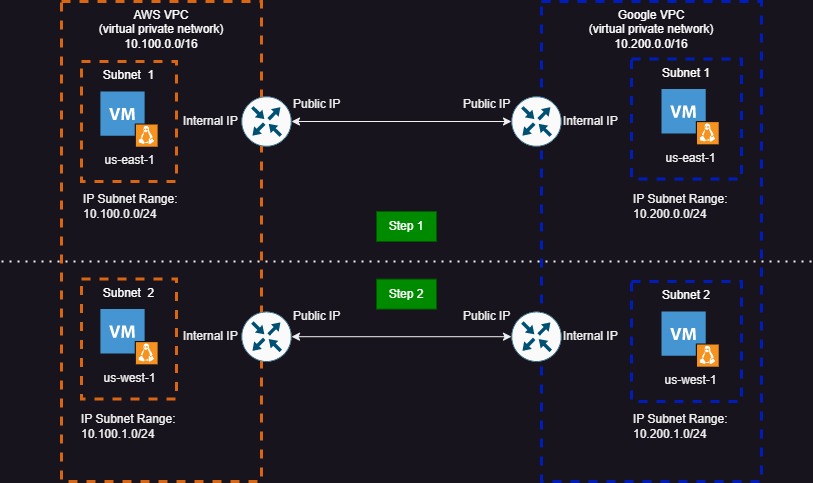 AWS VPC
(virtual private network)
10.100.0.0/16
Google VPC
(virtual private network)
10.200.0.0/16
Subnet 1
VM
us-east-1
IP Subnet Range:
10.100.0.0/24
Internal IP
Public IP
Public IP
Internal IP
Subnet 1
VM
us-east-1
IP Subnet Range:
10.200.0.0/24
Step 1
Step 2
Subnet 2
VM
us-west-1
IP Subnet Range:
10.100.1.0/24
Internal IP
Public IP
Public IP
Internal IP
Subnet 2
VM
us-west-1
IP Subnet Range:
10.200.1.0/24